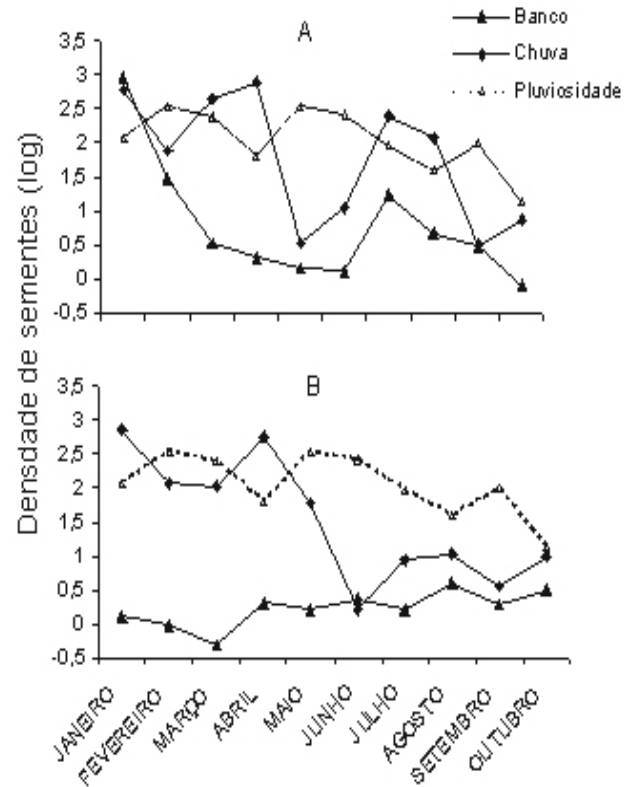 Banco
Chuva
Pluviosidade
A
3,5
3
2,5
2
1,5
1
0,5
0
-0,5
Densdade de sementes (log)
B
3,5
3
2,5
2
1,5
1
0,5
0
-0,5
JANEIRO
FEVEREIRO
MARÇO
ABRIL
MAIO
JUNHO
JULHO
AGOSTO
SETEMBRO
OUTUBRO